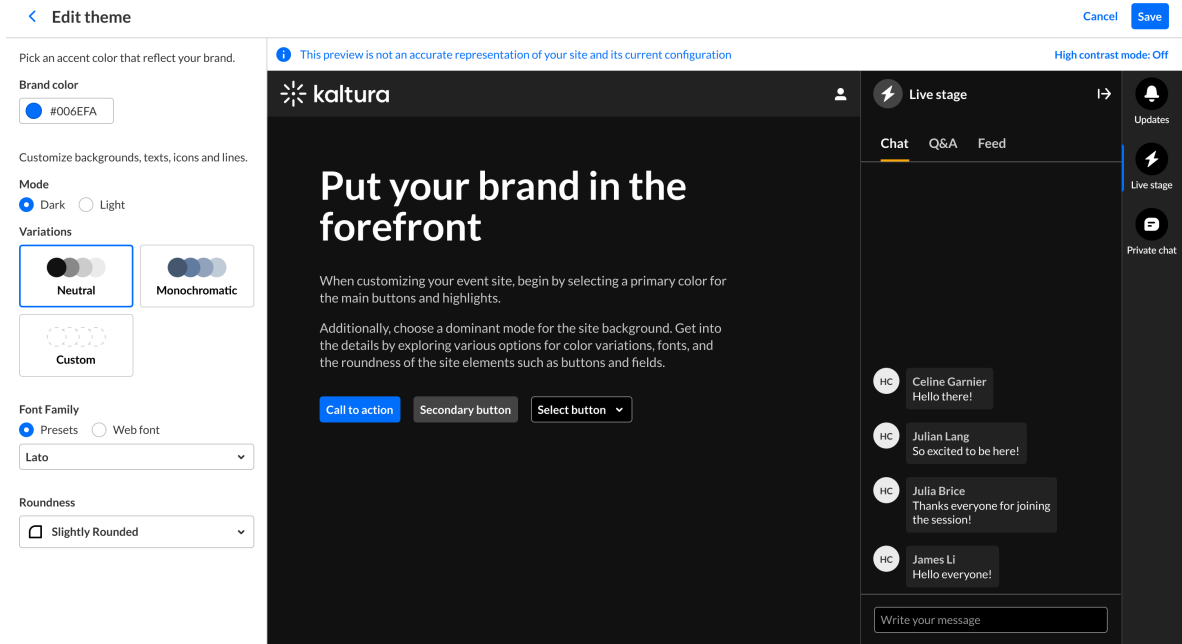 Edit theme
Cancel
Save
Pick an accent color that reflect your brand.
Brand color
#006EFA
Customize backgrounds, texts, icons and lines.
Mode
Dark
Light
Variations
Neutral
Monochromatic
Custom
Font Family
Presets
Web font
Lato
Roundness
Slightly Rounded
This preview is not an accurate representation of your site and its current configuration
High contrast mode: Off
kaltura
Put your brand in the
forefront
When customizing your event site, begin by selecting a primary color for
the main buttons and highlights.
Additionally, choose a dominant mode for the site background. Get into
the details by exploring various options for color variations, fonts, and
the roundness of the site elements such as buttons and fields.
Call to action
Secondary button
Select button
Live stage
Chat
Q&A
Feed
HC
Celine Garnier
Hello there!
HC
Julian Lang
So excited to be here!
HC
Julia Brice
Thanks everyone for joining
the session!
HC
James Li
Hello everyone!
Write your message
Updates
Live stage
Private chat